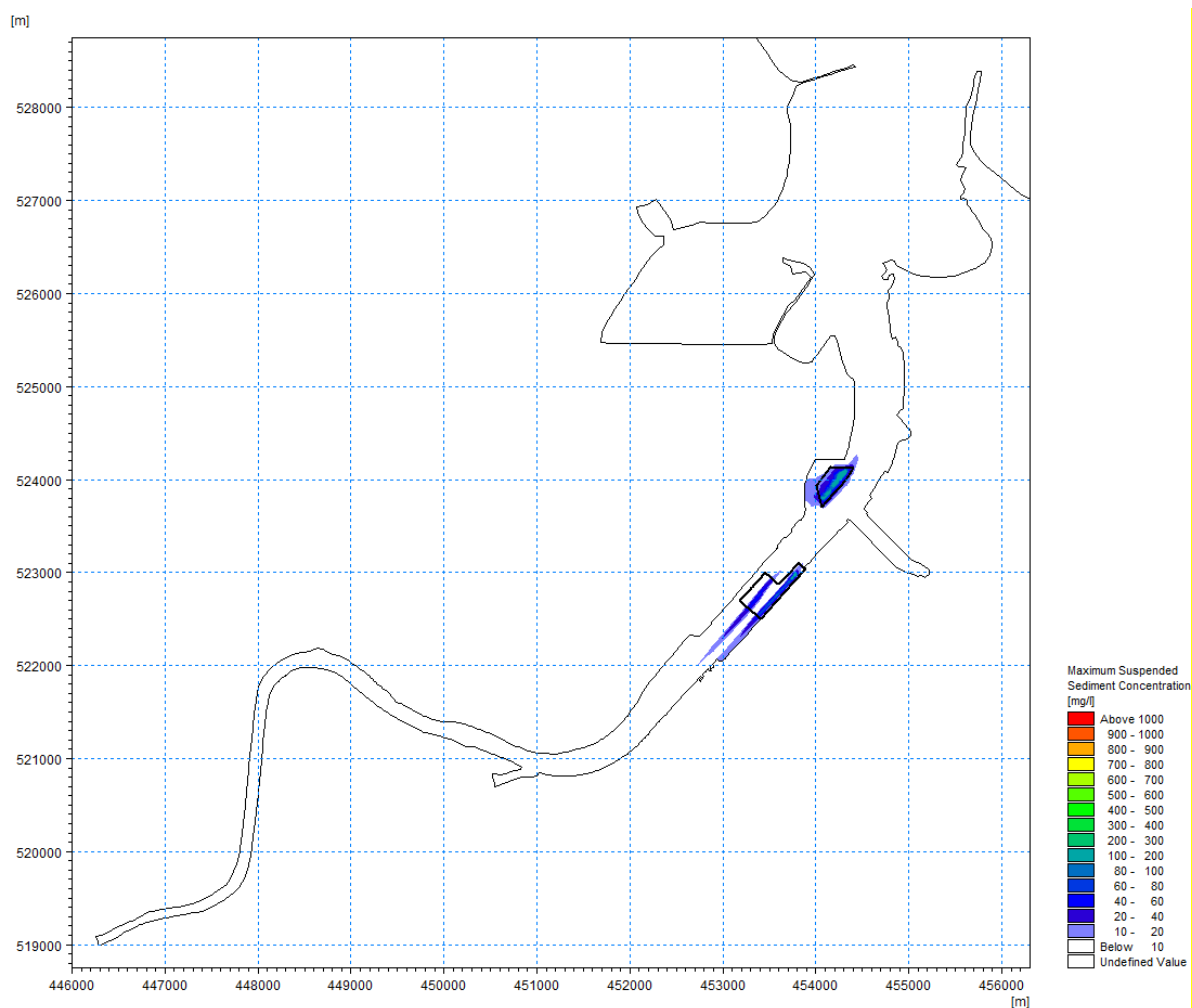 [m]
528000
527000
526000
525000
524000
523000
522000
521000
520000
519000
446000 447000 448000 449000 450000 451000 452000 453000 454000 455000 456000
[m]
Maximum Suspended
Sediment Concentration
[mg/l]
Above 1000
900 - 1000
800 - 900
700 - 800
600 - 700
500 - 600
400 - 500
300 - 400
200 - 300
100 - 200
80 - 100
60 - 80
40 - 60
20 - 40
10 - 20
Below 10
Undefined Value